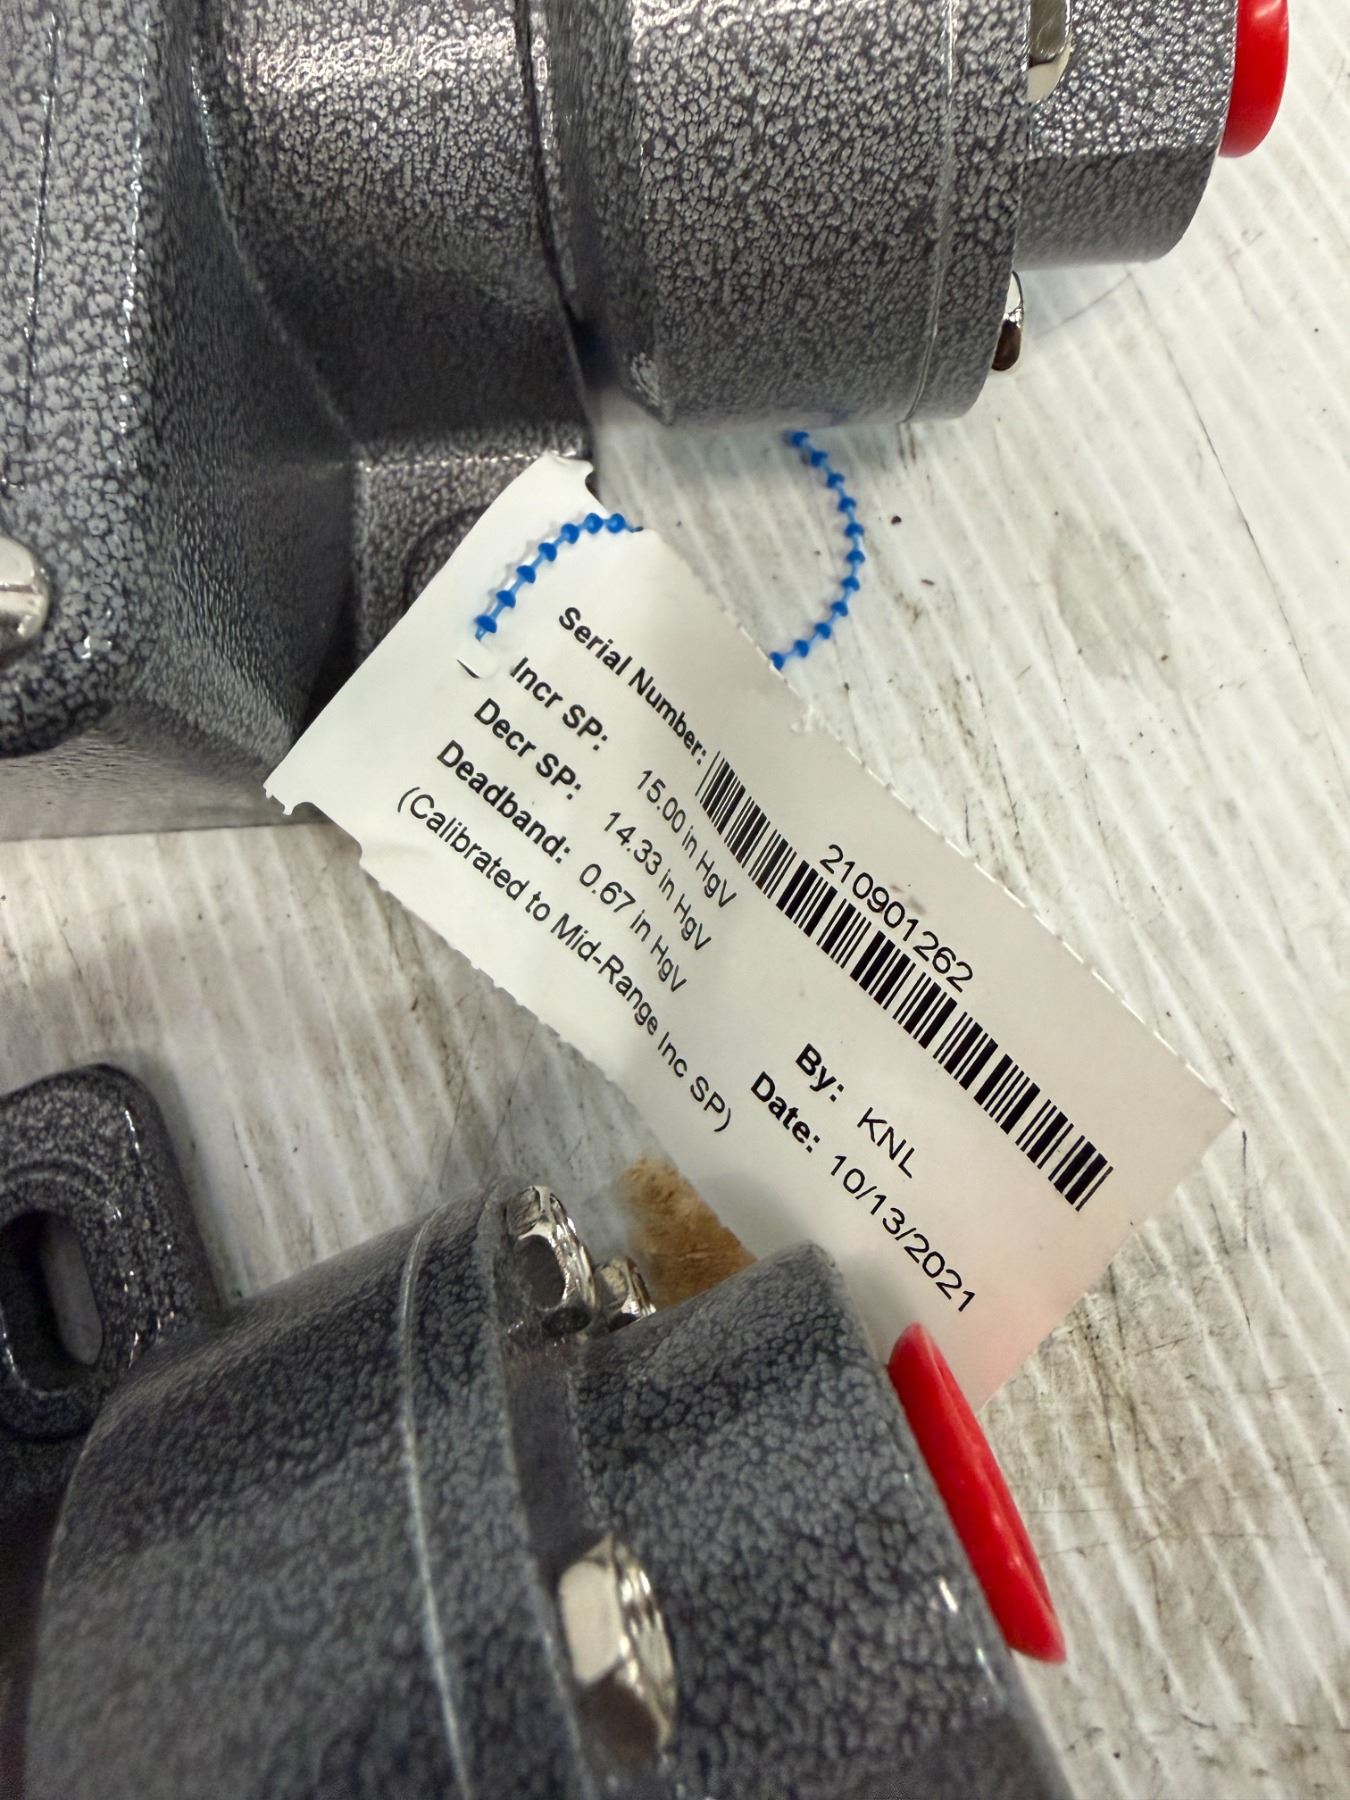 Serial Number:
210901262
Incr SP: 15.00 in HgV
Decr SP: 14.33 in HgV
Deadband: 0.67 in HgV
(Calibrated to Mid-Range Inc SP)
By: KNL
Date: 10/13/2021